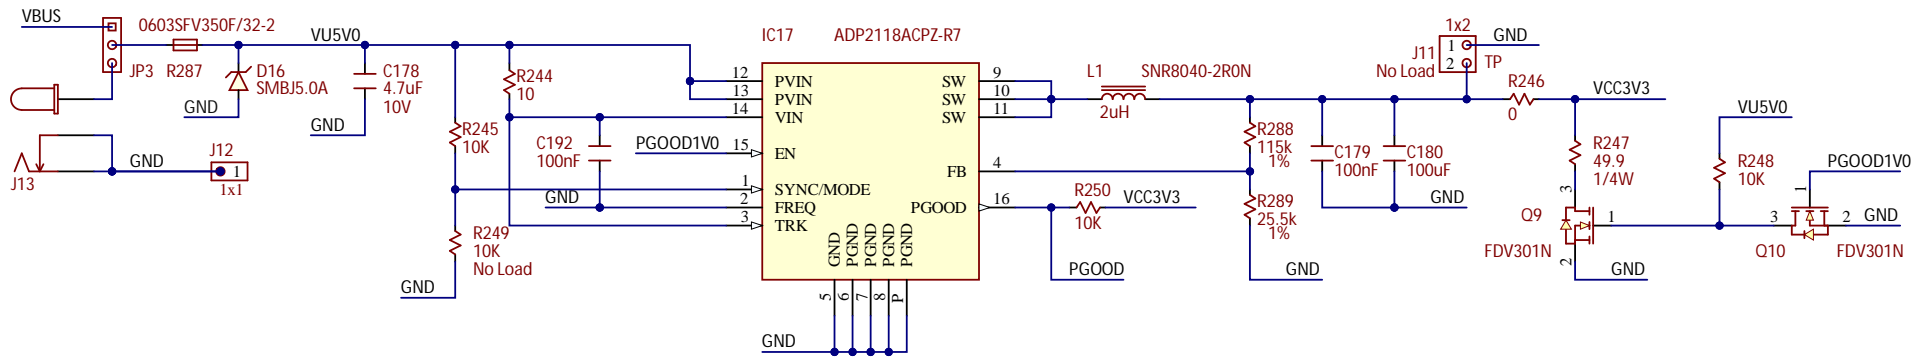 VBUS
0603SFV350F/32-2
JP3
R287
VU5V0
D16
SMBJ5.0A
GND
C178
4.7uF
10V
GND
J13
GND
J12
1
1x1
R244
10
R245
10K
C192
100nF
GND
R249
10K
No Load
GND
PGOOD1V0
IC17
ADP2118ACPZ-R7
12 PVIN
13 PVIN
14 VIN
15 EN
1 SYNC/MODE
2 FREQ
3 TRK
SW 9
SW 10
SW 11
FB 4
PGOOD 16
GND
PGND
PGND
PGND
PGND
5
6
7
8
P
GND
L1
SNR8040-2R0N
2uH
R250
10K
VCC3V3
PGOOD
R288
115k
1%
R289
25.5k
1%
GND
C179
100nF
C180
100uF
GND
1x2
J11
1
2
No Load
TP
GND
R246
0
VCC3V3
R247
49.9
1/4W
3
Q9
1
FDV301N
2
GND
VU5V0
R248
10K
PGOOD1V0
1
3
2
GND
Q10
FDV301N